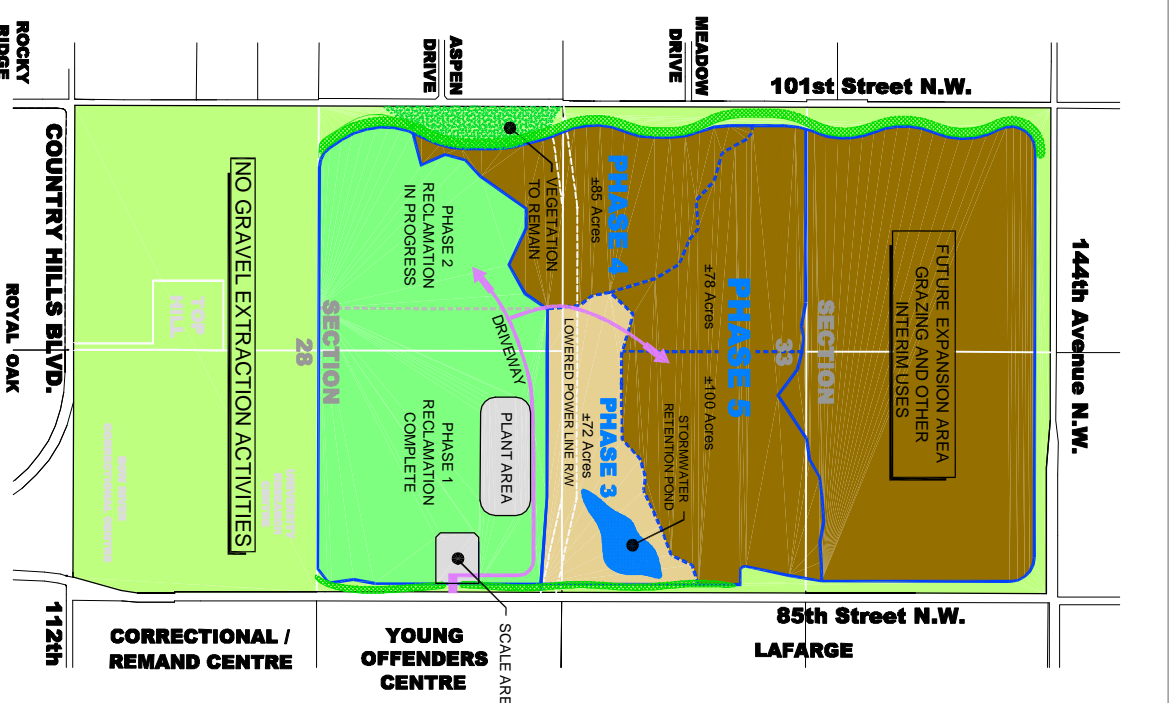 ROCKY
RIDGE
ASPEN
DRIVE
MEADOW
DRIVE
101st Street N.W.
COUNTRY HILLS BLVD.
ROYAL OAK
112th
144th Avenue N.W.
NO GRAVEL EXTRACTION ACTIVITIES
TOP
HILL
SECTION
28
PHASE 2
RECLAMATION
IN PROGRESS
VEGETATION
TO REMAIN
PHASE 4
±85 Acres
PHASE 5
±78 Acres
±100 Acres
SECTION
33
FUTURE EXPANSION AREA
GRAZING AND OTHER
INTERIM USES
DRIVEWAY
LOWERED POWER LINE R/W
PHASE 1
RECLAMATION
COMPLETE
PLANT AREA
PHASE 3
±72 Acres
STORMWATER
RETENTION POND
85th Street N.W.
CORRECTIONAL /
REMAND CENTRE
YOUNG
OFFENDERS
CENTRE
SCALE ARE
LAFARGE